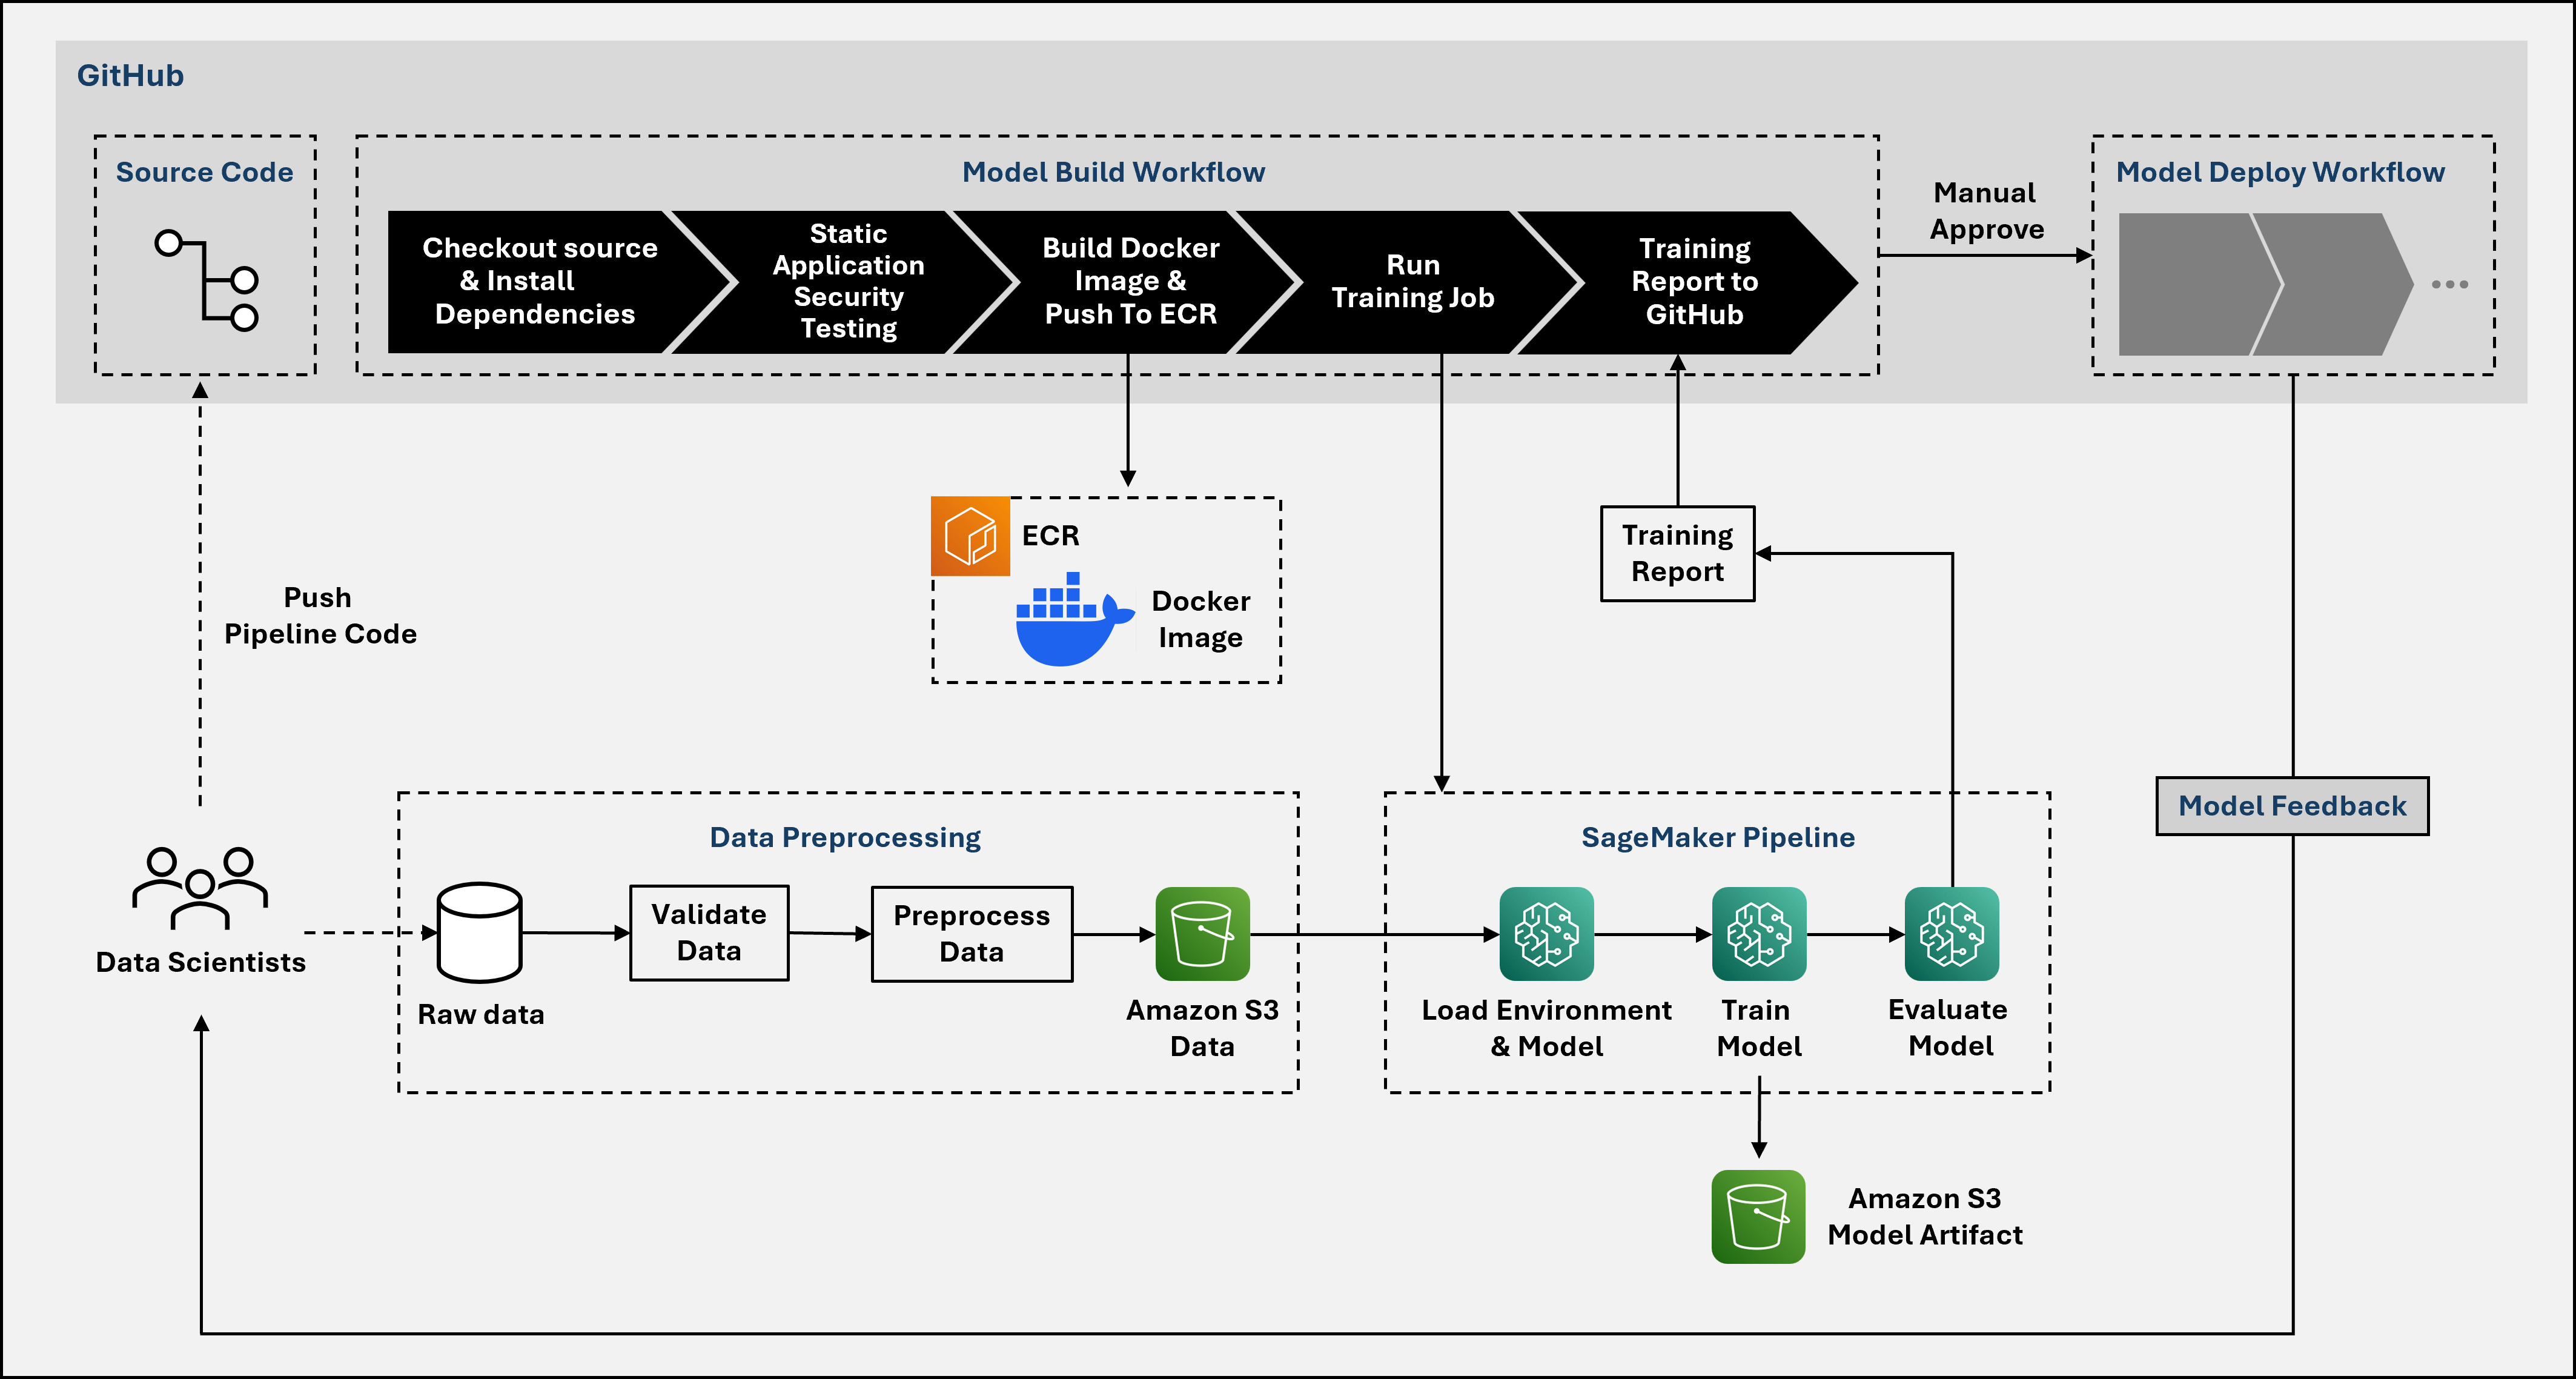 GitHub
Source Code
Model Build Workflow
Checkout source
& Install
Dependencies
Static
Application
Security
Testing
Build Docker
Image &
Push To ECR
Run
Training Job
Training
Report to
GitHub
Manual
Approve
Model Deploy Workflow
ECR
Docker
Image
Training
Report
Push
Pipeline Code
Model Feedback
Data Scientists
Data Preprocessing
Raw data
Validate
Data
Preprocess
Data
Amazon S3
Data
SageMaker Pipeline
Load Environment
& Model
Train
Model
Evaluate
Model
Amazon S3
Model Artifact